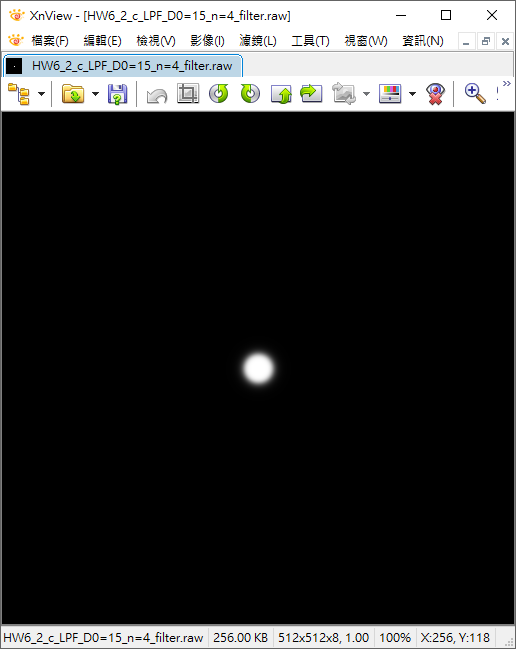 XnView - [HW6_2_c_LPF_D0=15_n=4_filter.raw]
檔案(F) 編輯(E) 檢視(V) 影像(I) 濾鏡(L) 工具(T) 視窗(W) 資訊(N)
HW6_2_c_LPF_D0=15_n=4_filter.raw
HW6_2_c_LPF_D0=15_n=4_filter.raw 256.00 KB 512x512x8, 1.00 100% X:256, Y:118